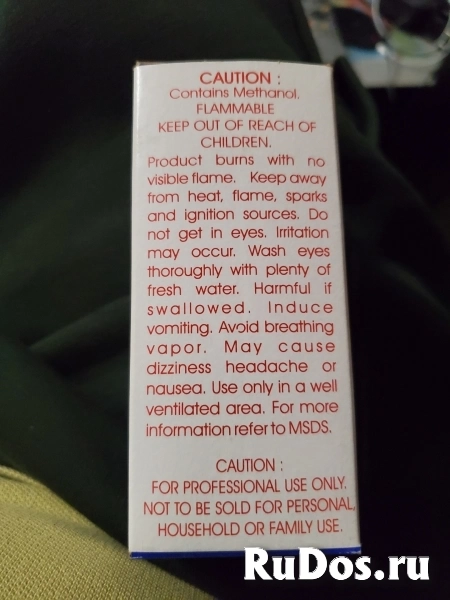 CAUTION :
Contains Methanol.
FLAMMABLE
KEEP OUT OF REACH OF
CHILDREN.
Product burns with no
visible flame. Keep away
from heat, flame, sparks
and ignition sources. Do
not get in eyes. Irritation
may occur. Wash eyes
thoroughly with plenty of
fresh water. Harmful if
swallowed. Induce
vomiting. Avoid breathing
vapor. May cause
dizziness headache or
nausea. Use only in a well
ventilated area. For more
information refer to MSDS.
CAUTION :
FOR PROFESSIONAL USE ONLY.
NOT TO BE SOLD FOR PERSONAL,
HOUSEHOLD OR FAMILY USE.
RuDos.ru